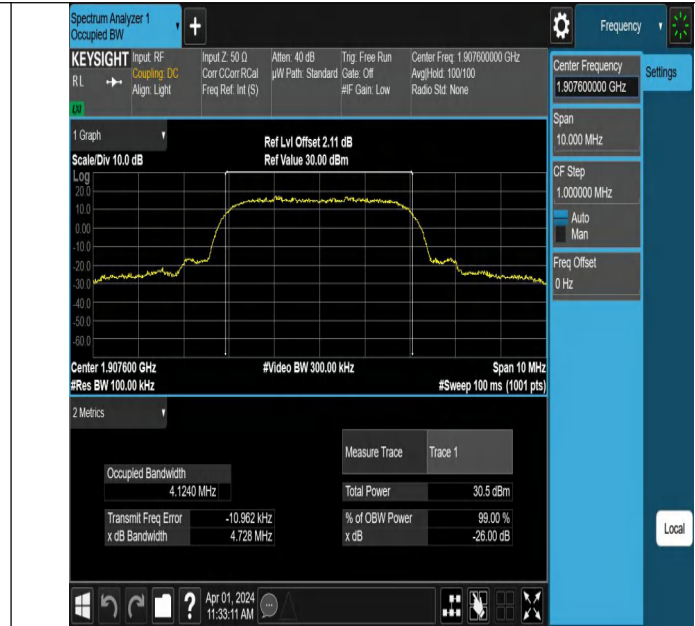 Spectrum Analyzer 1
Occupied BW
+
Frequency
KEYSIGHT Input: RF Input Z: 50 Ω Atten: 40 dB Trig: Free Run Center Freq: 1.907600000 GHz
RL Coupling: DC Corr CCorr RCal µW Path: Standard Gate: Off Avg|Hold: 100/100
Align: Light Freq Ref: Int (S) #IF Gain: Low Radio Std: None
LXI
Center Frequency
1.907600000 GHz
Settings
Span
10.000 MHz
CF Step
1.000000 MHz
Auto
Man
Freq Offset
0 Hz
Local
1 Graph
Ref Lvl Offset 2.11 dB
Scale/Div 10.0 dB Ref Value 30.00 dBm
Log
20.0
10.0
0.00
-10.0
-20.0
-30.0
-40.0
-50.0
-60.0
Center 1.907600 GHz #Video BW 300.00 kHz Span 10 MHz
#Res BW 100.00 kHz #Sweep 100 ms (1001 pts)
2 Metrics
Occupied Bandwidth
4.1240 MHz
Transmit Freq Error -10.962 kHz
x dB Bandwidth 4.728 MHz
Measure Trace Trace 1
Total Power 30.5 dBm
% of OBW Power 99.00 %
x dB -26.00 dB
?
Apr 01, 2024
11:33:11 AM